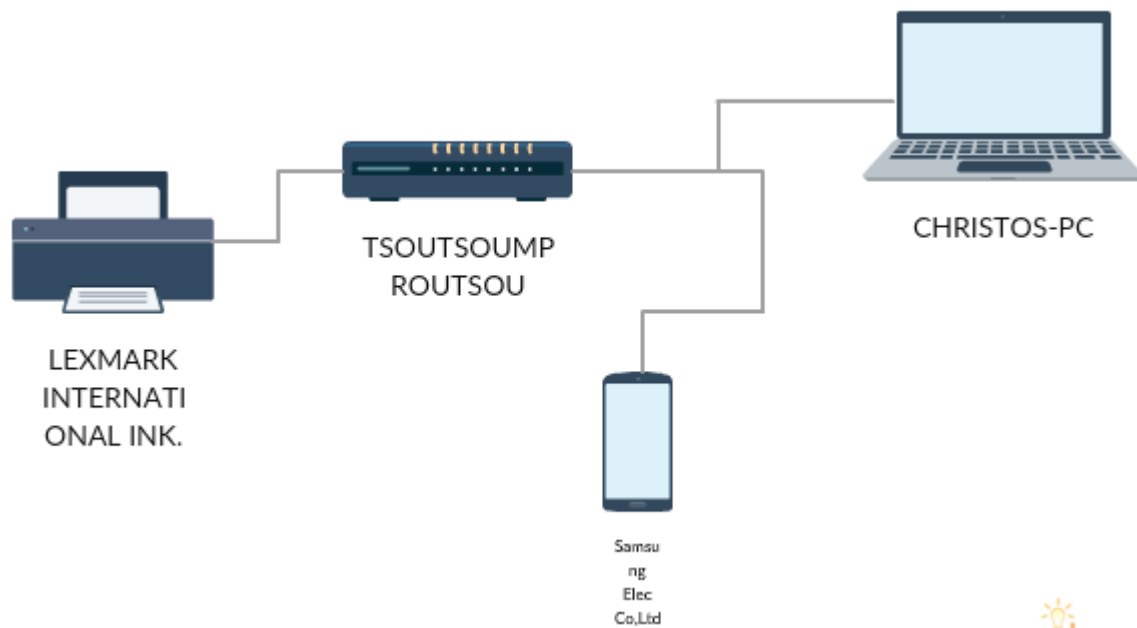 CHRISTOS-PC
TSOUTSOUMP
ROUTSOU
LEXMARK
INTERNATI
ONAL INK.
Samsu
ng
Elec
Co,Ltd